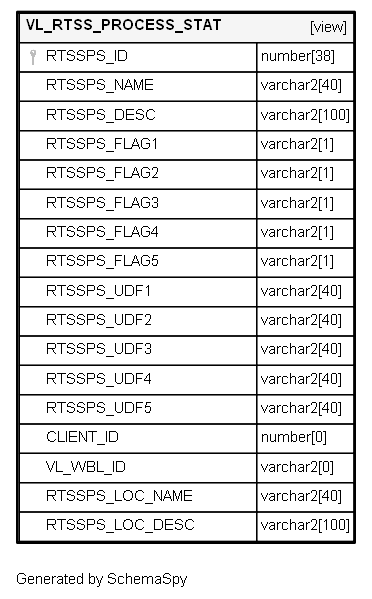 VL_RTSS_PROCESS_STAT [view]
RTSSPS_ID number[38]
RTSSPS_NAME varchar2[40]
RTSSPS_DESC varchar2[100]
RTSSPS_FLAG1 varchar2[1]
RTSSPS_FLAG2 varchar2[1]
RTSSPS_FLAG3 varchar2[1]
RTSSPS_FLAG4 varchar2[1]
RTSSPS_FLAG5 varchar2[1]
RTSSPS_UDF1 varchar2[40]
RTSSPS_UDF2 varchar2[40]
RTSSPS_UDF3 varchar2[40]
RTSSPS_UDF4 varchar2[40]
RTSSPS_UDF5 varchar2[40]
CLIENT_ID number[0]
VL_WBL_ID varchar2[0]
RTSSPS_LOC_NAME varchar2[40]
RTSSPS_LOC_DESC varchar2[100]
Generated by SchemaSpy